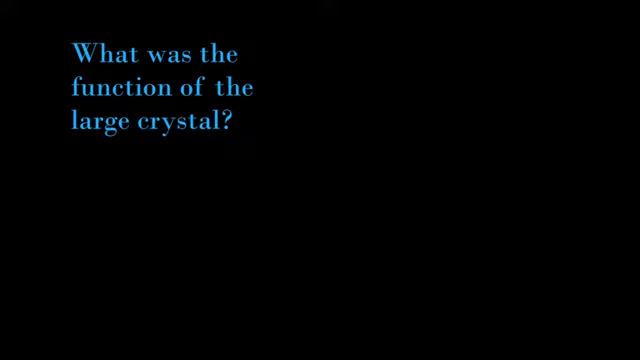 What was the
function of the
large crystal?